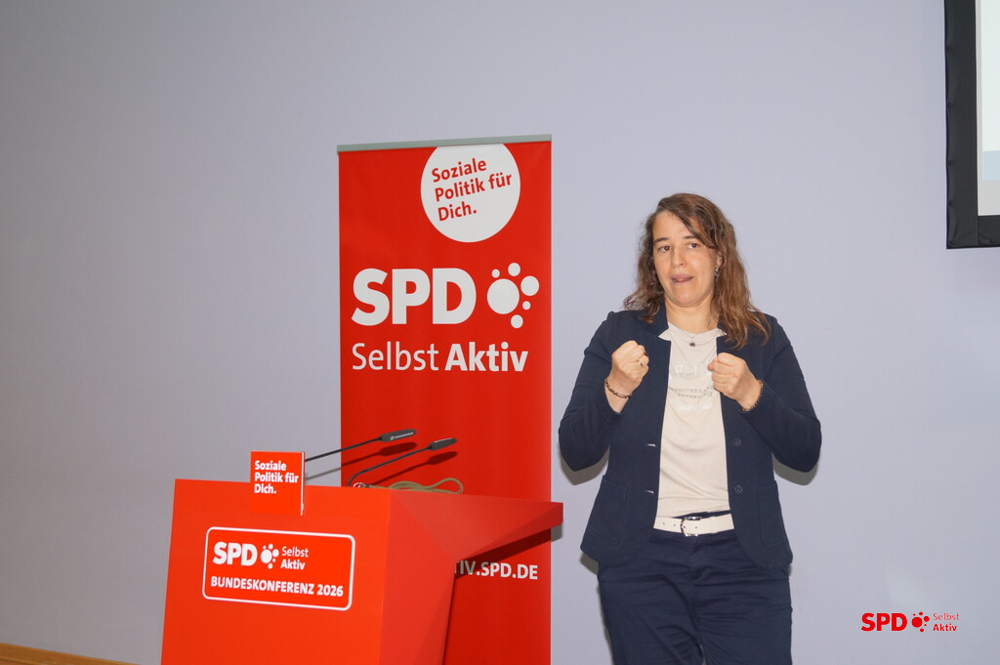 Soziale
Politik für
Dich.
SPD
Selbst Aktiv
IV.SPD.DE
Soziale
Politik für
Dich.
SPD Selbst
Aktiv
BUNDESKONFERENZ 2026
SPD Selbst
Aktiv